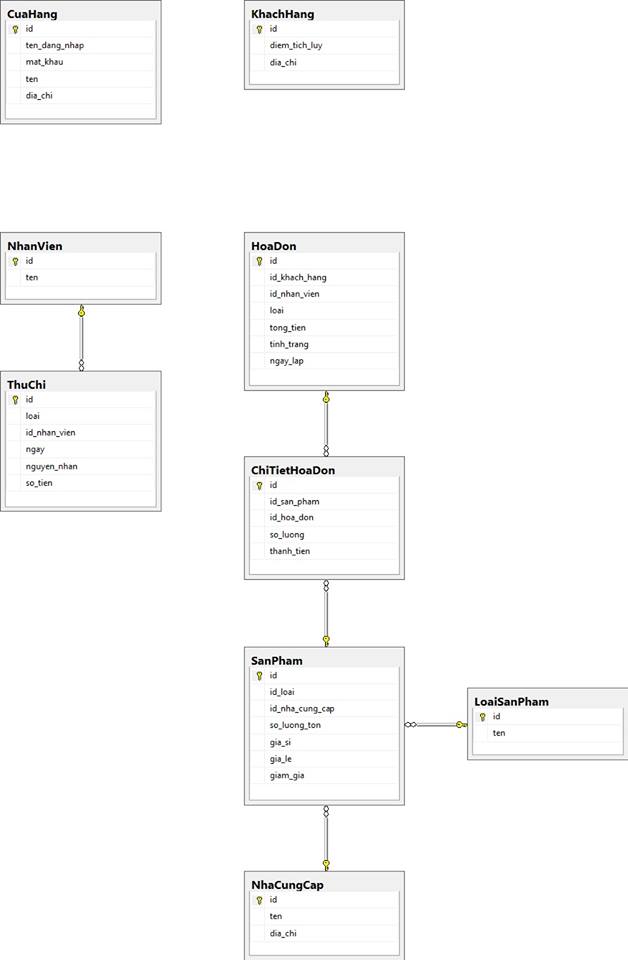 CuaHang
id
ten_dang_nhap
mat_khau
ten
dia_chi
KhachHang
id
diem_tich_luy
dia_chi
NhanVien
id
ten
HoaDon
id
id_khach_hang
id_nhan_vien
loai
tong_tien
tinh_trang
ngay_lap
ThuChi
id
loai
id_nhan_vien
ngay
nguyen_nhan
so_tien
ChiTietHoaDon
id
id_san_pham
id_hoa_don
so_luong
thanh_tien
SanPham
id
id_loai
id_nha_cung_cap
so_luong_ton
gia_si
gia_le
giam_gia
LoaiSanPham
id
ten
NhaCungCap
id
ten
dia_chi